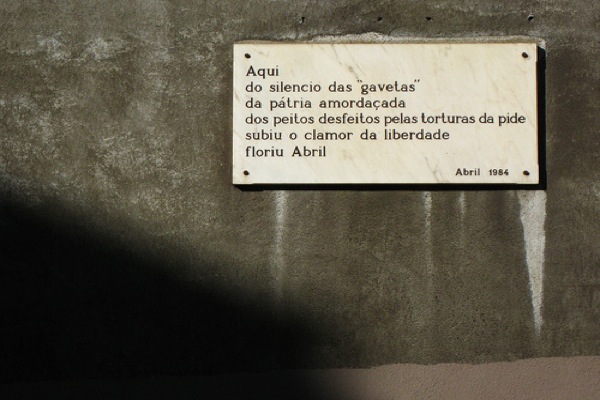 Aqui
do silencio das "gavetas"
da pátria amordaçada
dos peitos desfeitos pelas torturas da pide
subiu o clamor da liberdade
floriu Abril
Abril 1984